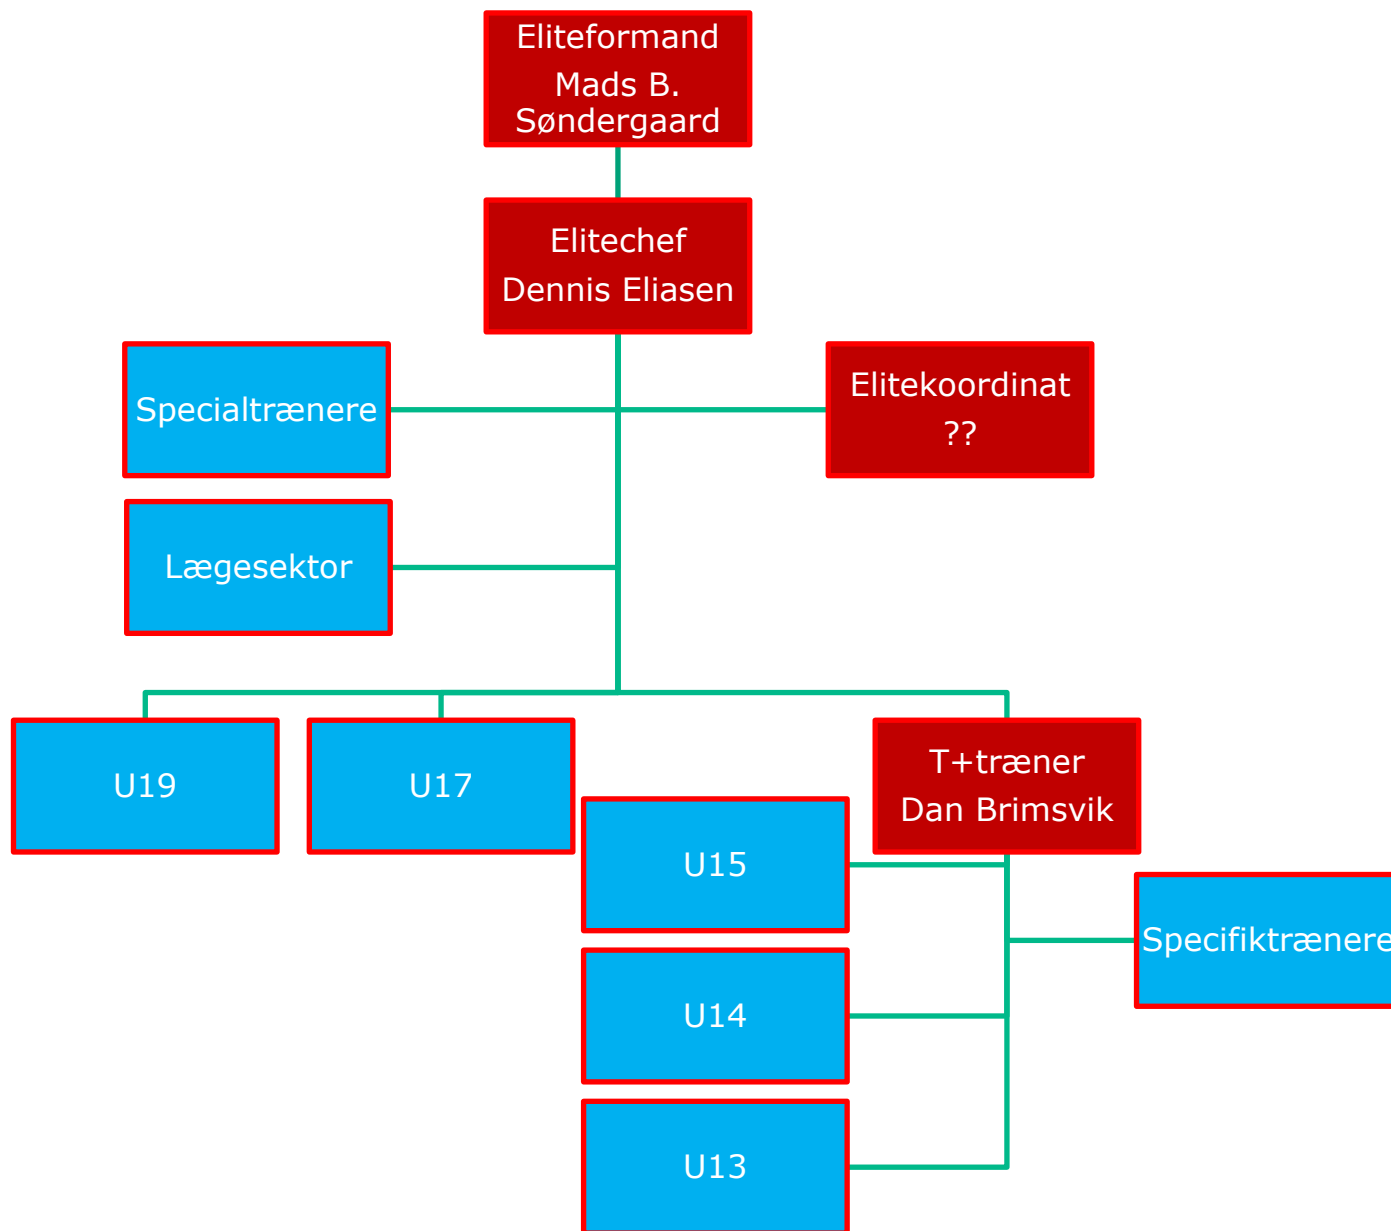 Eliteformand
Mads B.
Søndergaard
Elitechef
Dennis Eliasen
Specialtrænere
Elitekoordinat
??
Lægesektor
U19
U17
T+træner
Dan Brimsvik
U15
Specifiktrænere
U14
U13